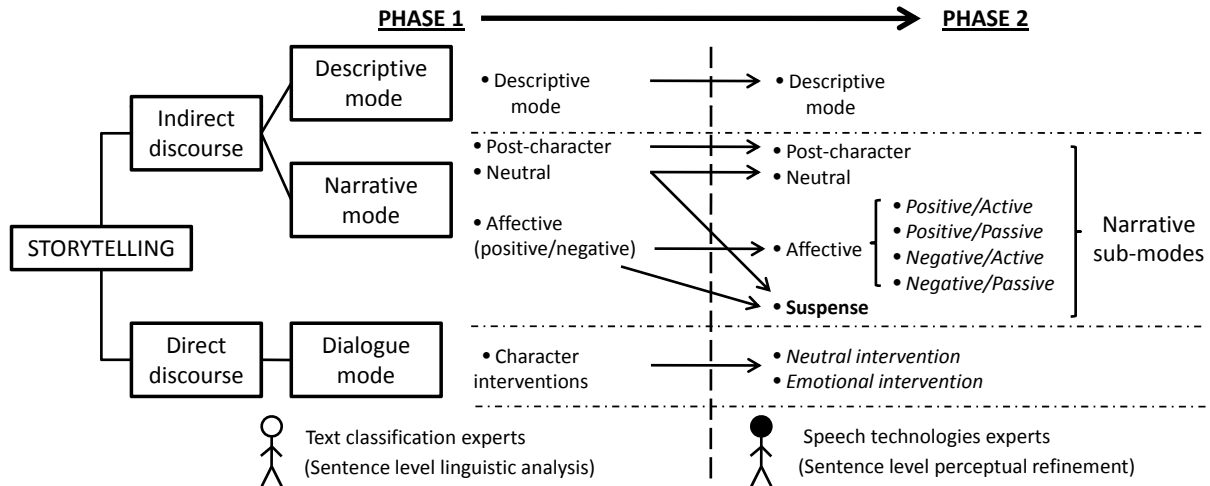 PHASE 1
PHASE 2
STORYTELLING
Indirect
discourse
Descriptive
mode
Narrative
mode
Direct
discourse
Dialogue
mode
• Descriptive
mode
• Post-character
• Neutral
• Affective
(positive/negative)
• Character
interventions
• Descriptive
mode
• Post-character
• Neutral
• Affective
• Positive/Active
• Positive/Passive
• Negative/Active
• Negative/Passive
• Suspense
Narrative
sub-modes
• Neutral intervention
• Emotional intervention
Text classification experts
(Sentence level linguistic analysis)
Speech technologies experts
(Sentence level perceptual refinement)